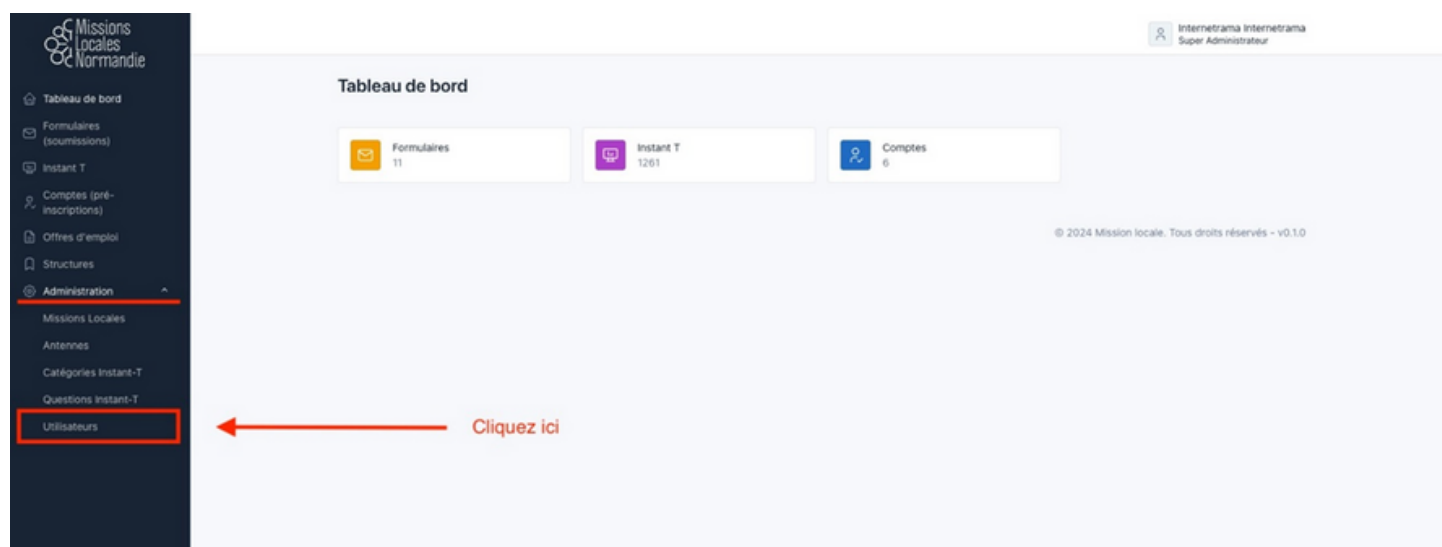 Missions
Locales
Normandie
Internetrama Internetrama
Super Administrateur
Tableau de bord
Tableau de bord
Formulaires
(soumissions)
Formulaires
11
Instant T
1261
Comptes
6
Instant T
Comptes (pré-
inscriptions)
Offres d'emploi
© 2024 Mission locale. Tous droits réservés - v0.1.0
Structures
Administration
Missions Locales
Antennes
Catégories Instant-T
Questions Instant-T
Utilisateurs
Cliquez ici